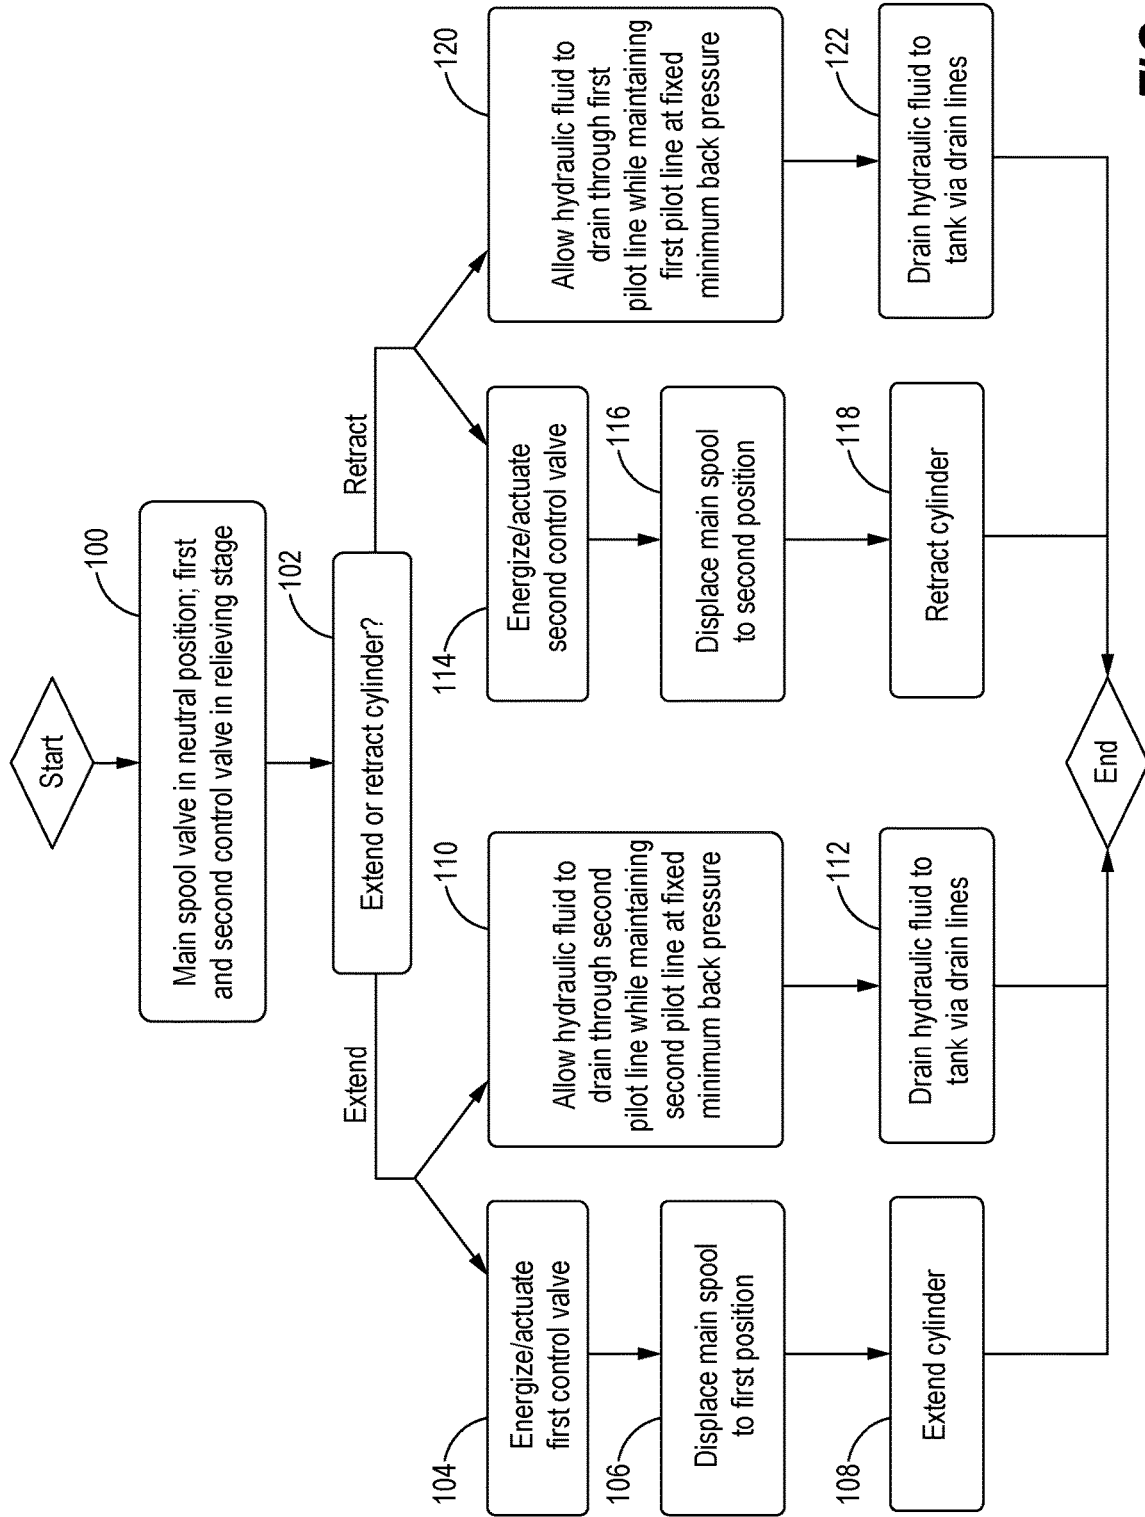 Start
100
Main spool valve in neutral position; first
and second control valve in relieving stage
102
Extend or retract cylinder?
Extend
Retract
104
Energize/actuate
first control valve
106
Displace main spool
to first position
108
Extend cylinder
110
Allow hydraulic fluid to
drain through second
pilot line while maintaining
second pilot line at fixed
minimum back pressure
112
Drain hydraulic fluid to
tank via drain lines
114
Energize/actuate
second control valve
116
Displace main spool
to second position
118
Retract cylinder
120
Allow hydraulic fluid to
drain through first
pilot line while maintaining
first pilot line at fixed
minimum back pressure
122
Drain hydraulic fluid to
tank via drain lines
End